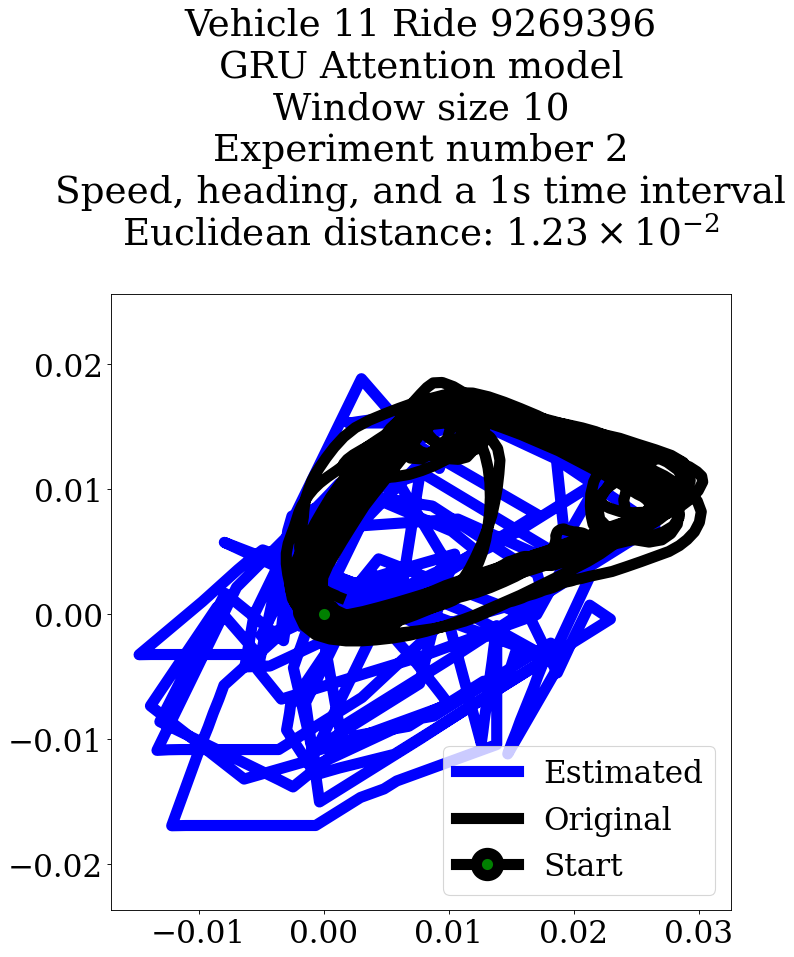 Vehicle 11 Ride 9269396
GRU Attention model
Window size 10
Experiment number 2
Speed, heading, and a 1s time interval
Euclidean distance: 1.23 × 10⁻²
0.02
0.01
0.00
−0.01
−0.02
Estimated
Original
Start
−0.01 0.00 0.01 0.02 0.03